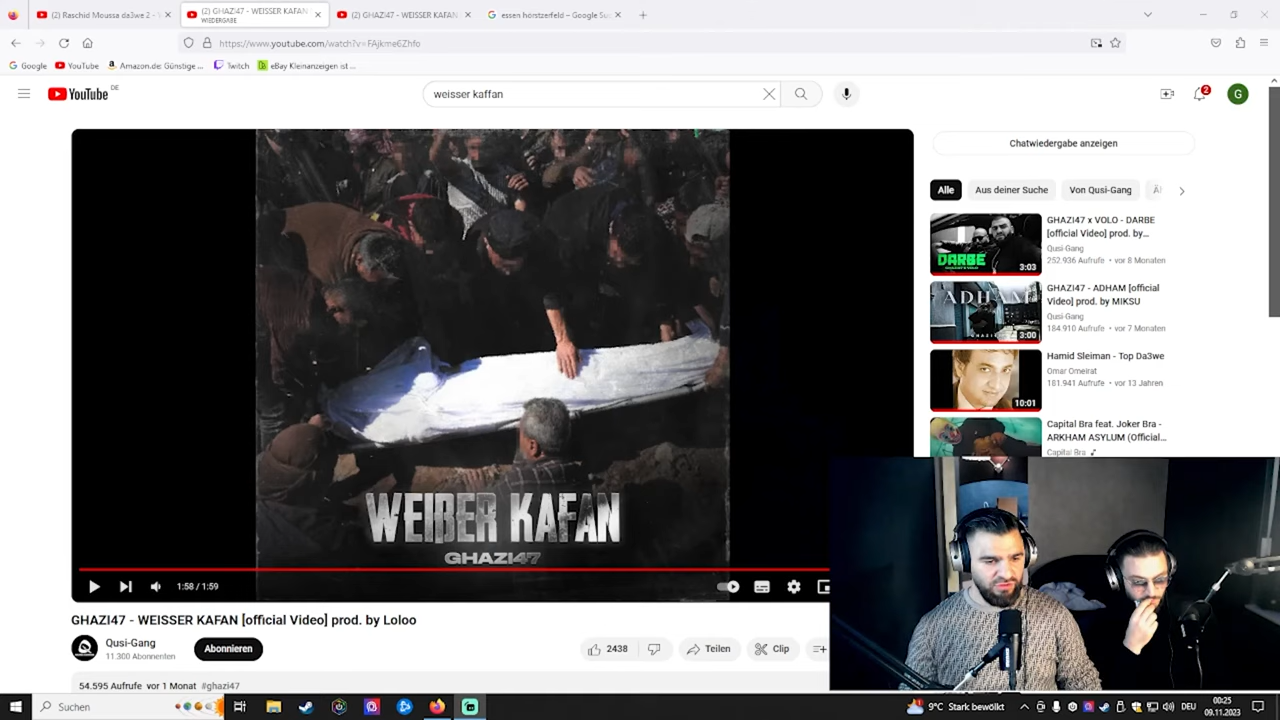 (2) Raschid Moussa da3we 2 - Y
(2) GHAZI47 - WEISSER KAFAN
WIEDERGABE
(2) GHAZI47 - WEISSER KAFAN
essen horstzerfeld – Google Suc
https://www.youtube.com/watch?v=FAjkme6Zhfo
Google
YouTube
Amazon.de: Günstige ...
Twitch
eBay Kleinanzeigen ist ...
YouTube DE
weisser kaffan
2
G
Chatwiedergabe anzeigen
Alle
Aus deiner Suche
Von Qusi-Gang
GHAZI47 x VOLO - DARBE
[official Video] prod. by...
Qusi-Gang
252.936 Aufrufe • vor 8 Monaten
DARBE
3:03
GHAZI47 - ADHAM [official
Video] prod. by MIKSU
Qusi-Gang
184.910 Aufrufe • vor 7 Monaten
ADHAM
3:00
Hamid Sleiman - Top Da3we
Omar Omeirat
181.941 Aufrufe • vor 13 Jahren
10:01
Capital Bra feat. Joker Bra -
ARKHAM ASYLUM (Official...
Capital Bra
WEIßER KAFAN
GHAZI47
1:58 / 1:59
GHAZI47 - WEISSER KAFAN [official Video] prod. by Loloo
Qusi-Gang
11.300 Abonnenten
Abonnieren
2438
Teilen
Clip
54.595 Aufrufe vor 1 Monat #ghazi47
Suchen
9°C Stark bewölkt
DEU
00:25
09.11.2023